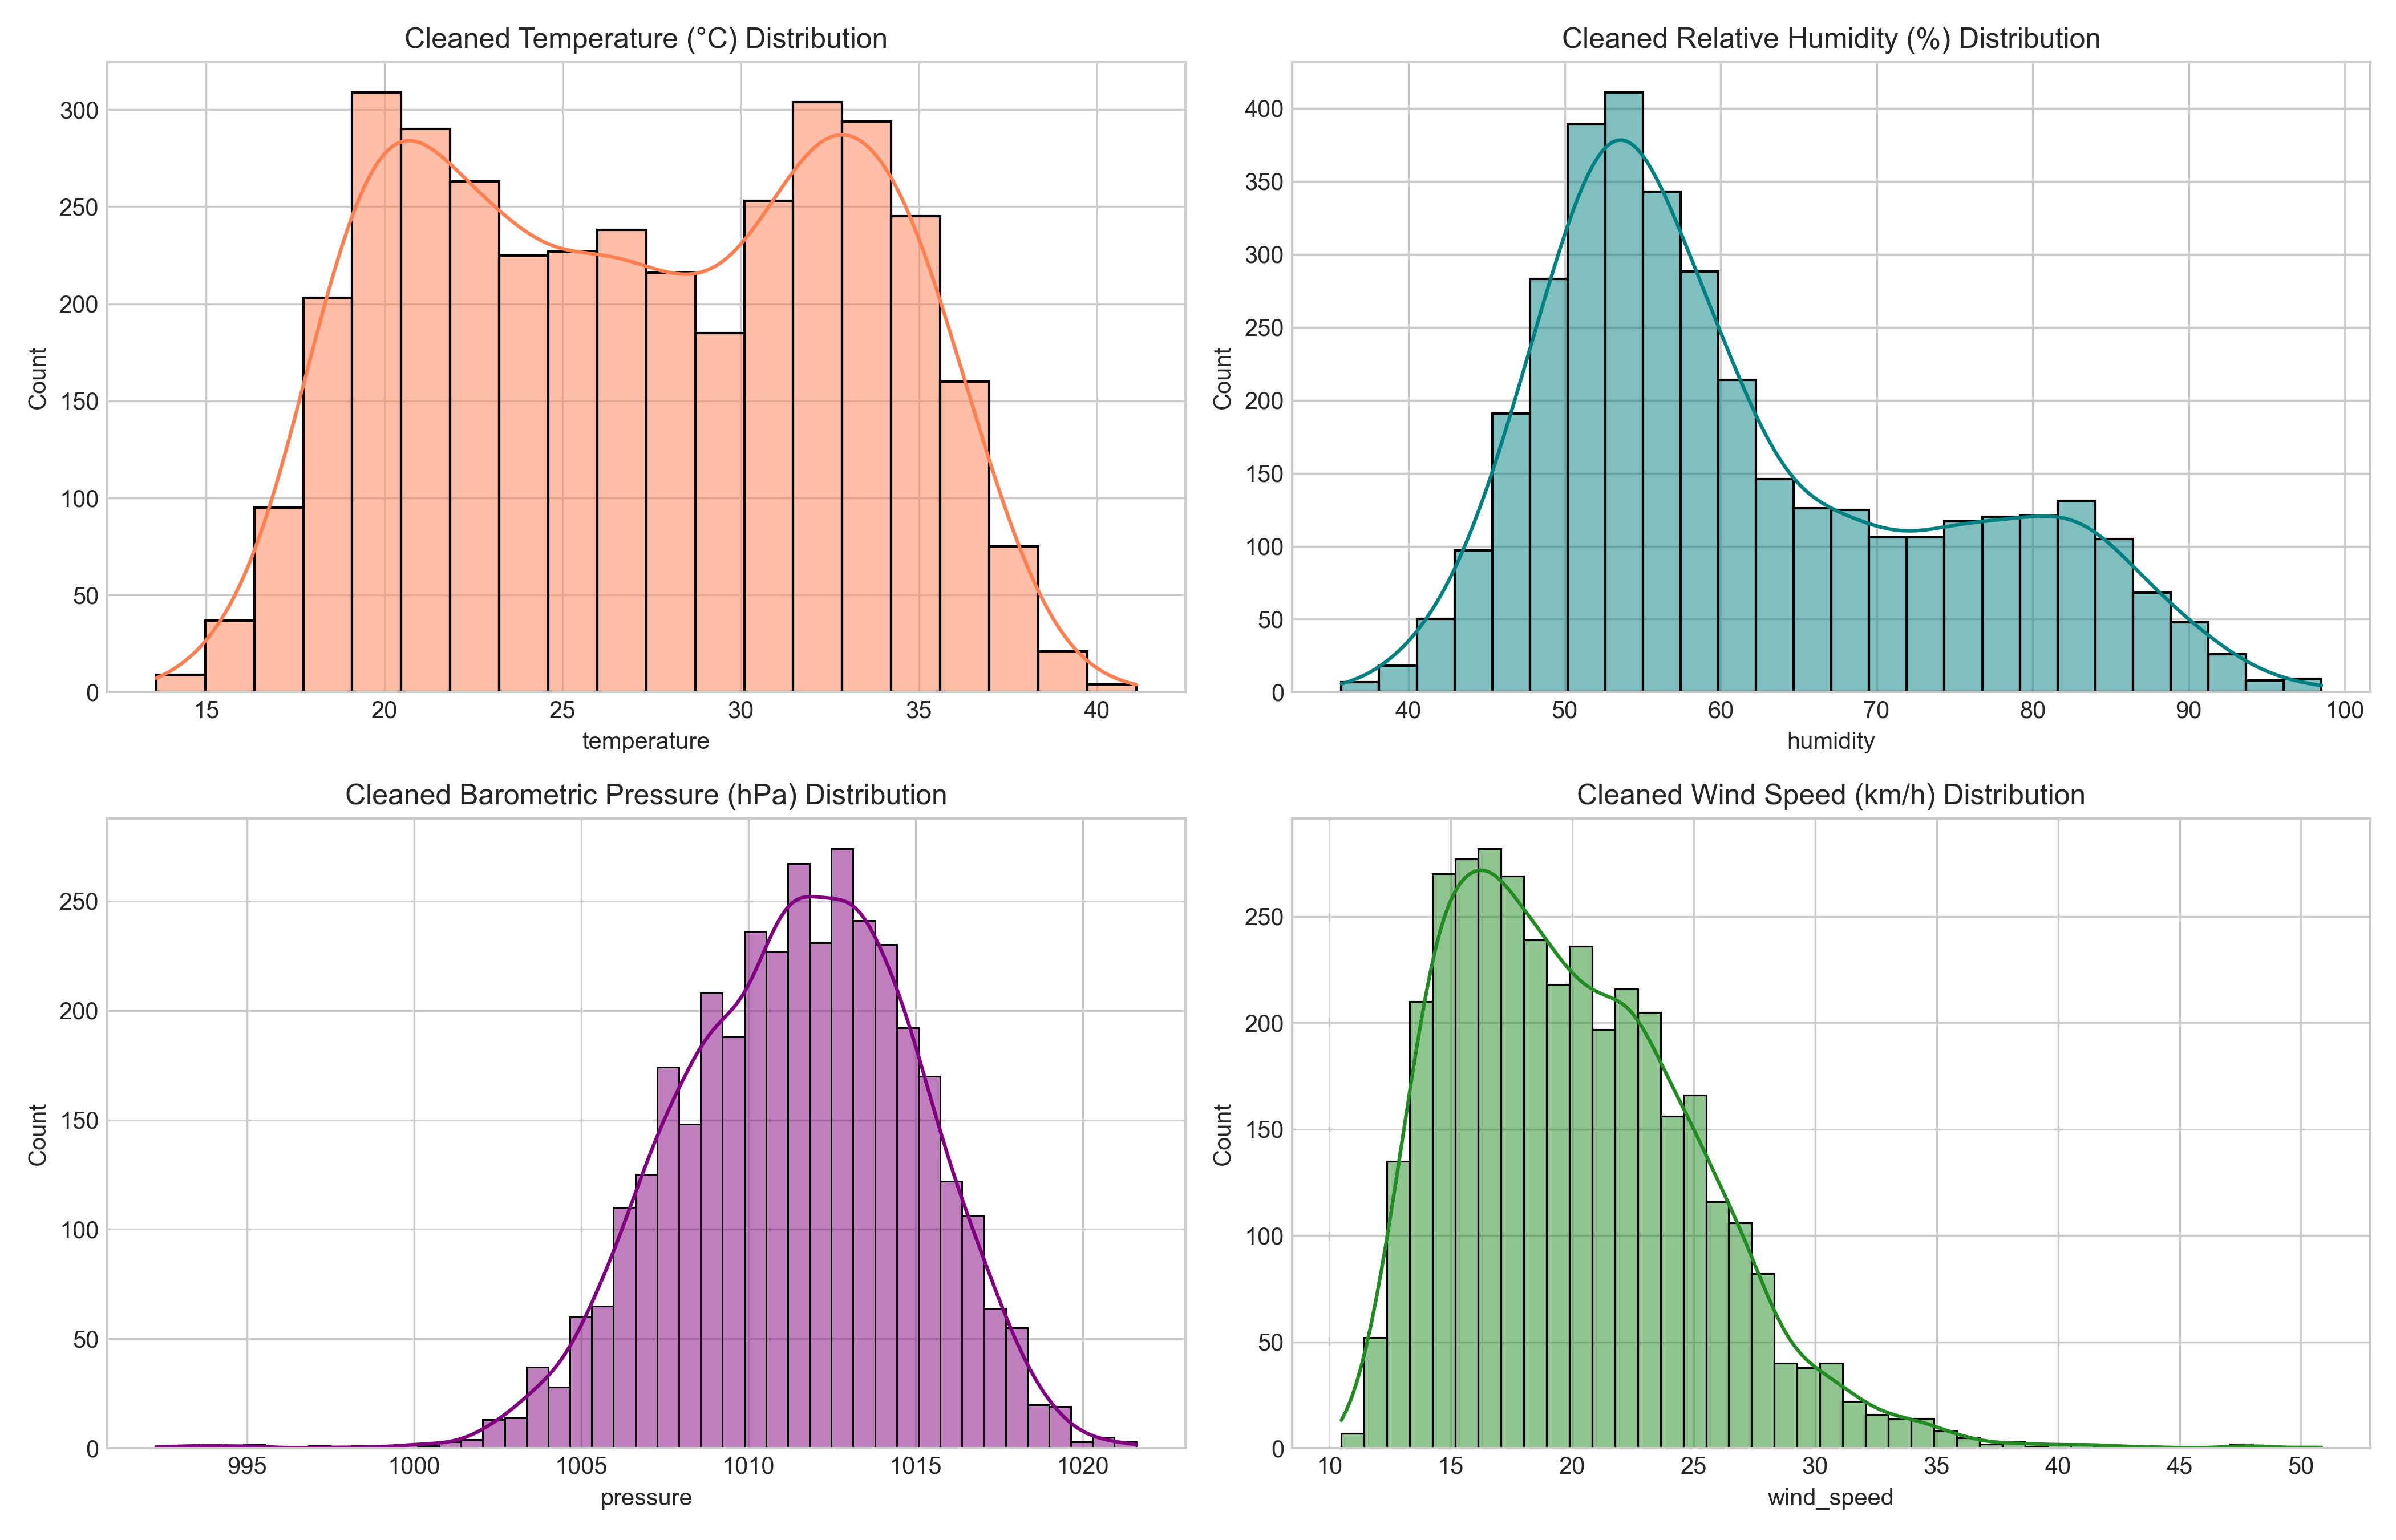 Cleaned Temperature (°C) Distribution
Count
300
250
200
150
100
50
0
15 20 25 30 35 40
temperature
Cleaned Relative Humidity (%) Distribution
Count
400
350
300
250
200
150
100
50
0
40 50 60 70 80 90 100
humidity
Cleaned Barometric Pressure (hPa) Distribution
Count
250
200
150
100
50
0
995 1000 1005 1010 1015 1020
pressure
Cleaned Wind Speed (km/h) Distribution
Count
250
200
150
100
50
0
10 15 20 25 30 35 40 45 50
wind_speed